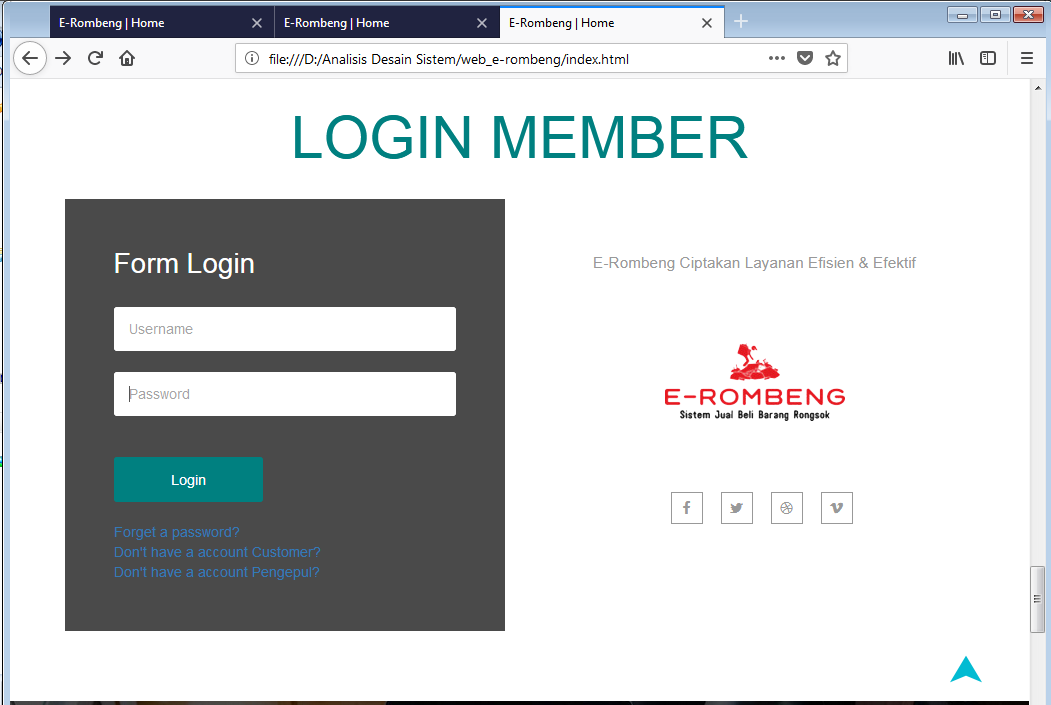 E-Rombeng | Home
E-Rombeng | Home
E-Rombeng | Home
file:///D:/Analisis Desain Sistem/web_e-rombeng/index.html
LOGIN MEMBER
Form Login
Username
Password
Login
Forget a password?
Don't have a account Customer?
Don't have a account Pengepul?
E-Rombeng Ciptakan Layanan Efisien & Efektif
E-ROMBENG
Sistem Jual Beli Barang Rongsok